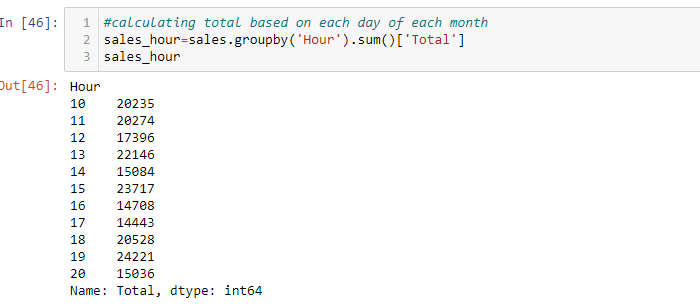 In [46]:
1 #calculating total based on each day of each month
2 sales_hour=sales.groupby('Hour').sum()['Total']
3 sales_hour
Out[46]: Hour
10 20235
11 20274
12 17396
13 22146
14 15084
15 23717
16 14708
17 14443
18 20528
19 24221
20 15036
Name: Total, dtype: int64